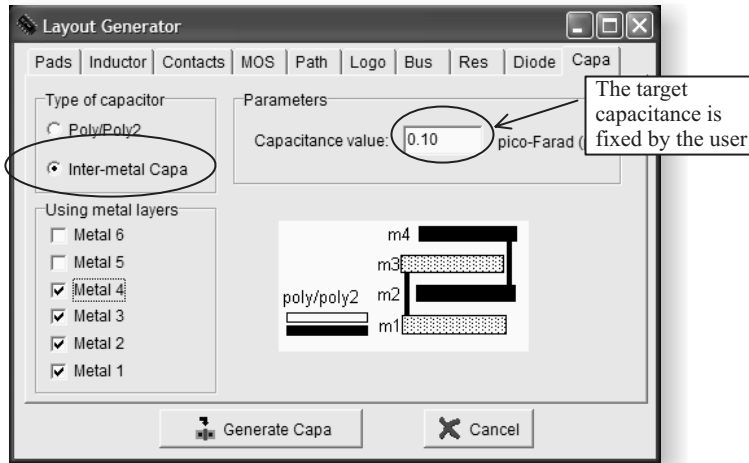 Layout Generator
Pads Inductor Contacts MOS Path Logo Bus Res Diode Capa
Type of capacitor
Poly/Poly2
Inter-metal Capa
Parameters
Capacitance value: 0.10 pico-Farad (
The target
capacitance is
fixed by the user
Using metal layers
Metal 6
Metal 5
Metal 4
Metal 3
Metal 2
Metal 1
poly/poly2
m4
m3
m2
m1
Generate Capa
Cancel